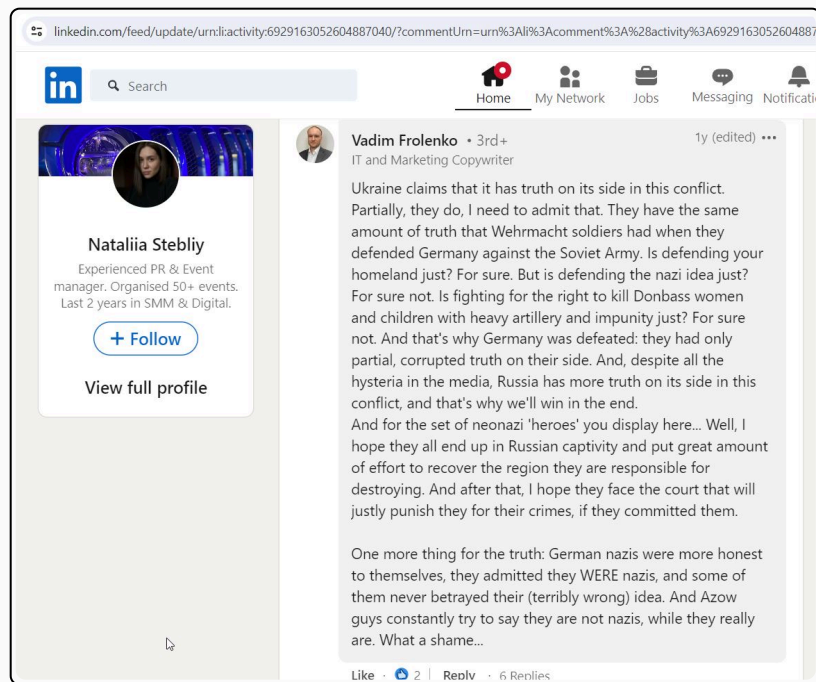 linkedin.com/feed/update/urn:li:activity:6929163052604887040/?commentUrn=urn%3Ali%3Acomment%3A%28activity%3A692916305260488
in
Search
Home
My Network
Jobs
Messaging
Notificati
Nataliia Stebliy
Experienced PR & Event
manager. Organised 50+ events.
Last 2 years in SMM & Digital.
+ Follow
View full profile
Vadim Frolenko • 3rd+
1y (edited) •••
IT and Marketing Copywriter
Ukraine claims that it has truth on its side in this conflict.
Partially, they do, I need to admit that. They have the same
amount of truth that Wehrmacht soldiers had when they
defended Germany against the Soviet Army. Is defending your
homeland just? For sure. But is defending the nazi idea just?
For sure not. Is fighting for the right to kill Donbass women
and children with heavy artillery and impunity just? For sure
not. And that's why Germany was defeated: they had only
partial, corrupted truth on their side. And, despite all the
hysteria in the media, Russia has more truth on its side in this
conflict, and that's why we'll win in the end.
And for the set of neonazi 'heroes' you display here... Well, I
hope they all end up in Russian captivity and put great amount
of effort to recover the region they are responsible for
destroying. And after that, I hope they face the court that will
justly punish they for their crimes, if they committed them.
One more thing for the truth: German nazis were more honest
to themselves, they admitted they WERE nazis, and some of
them never betrayed their (terribly wrong) idea. And Azow
guys constantly try to say they are not nazis, while they really
are. What a shame...
Like · 2 | Reply · 6 Replies